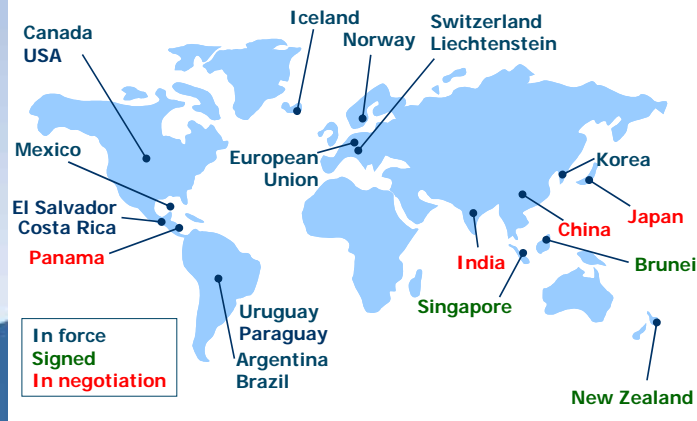 Iceland
Switzerland
Liechtenstein
Norway
Canada
USA
Mexico
European
Union
Korea
El Salvador
Costa Rica
Panama
Japan
China
India
Brunei
Singapore
Uruguay
Paraguay
Argentina
Brazil
In force
Signed
In negotiation
New Zealand